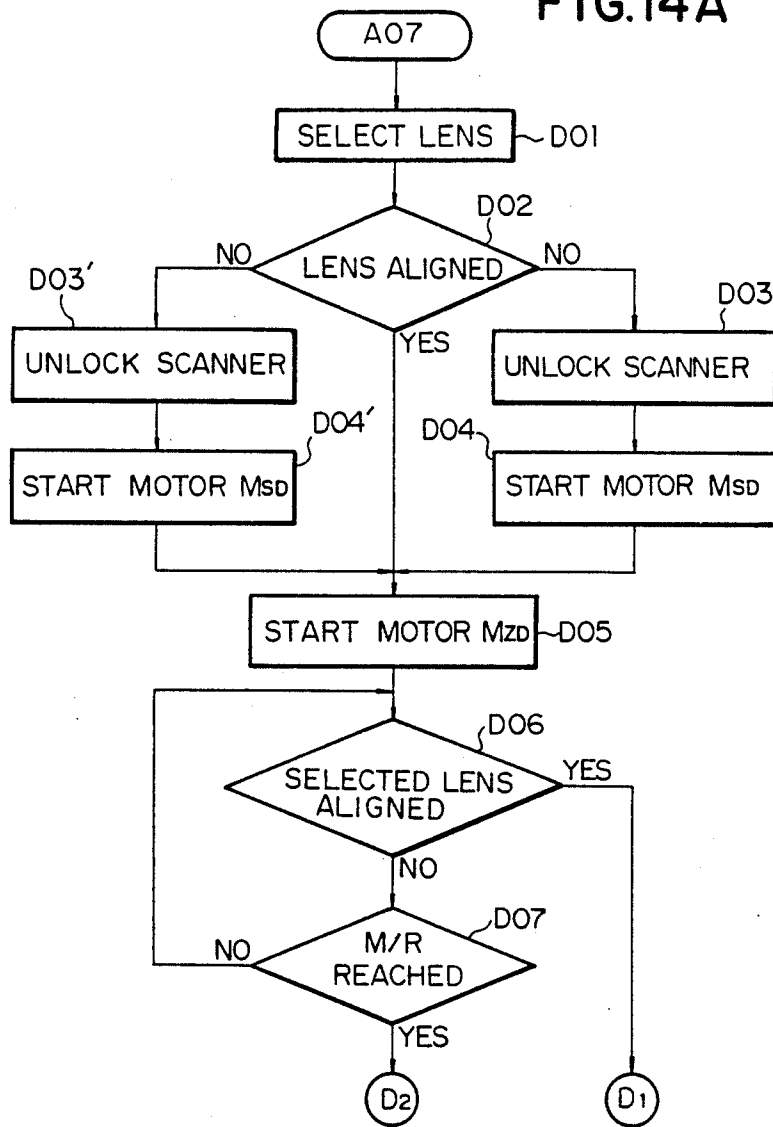 FIG.14A
A07
SELECT LENS
D01
D02
NO
LENS ALIGNED
NO
D03'
D03
YES
UNLOCK SCANNER
UNLOCK SCANNER
D04'
D04
START MOTOR MSD
START MOTOR MSD
START MOTOR MZD
D05
D06
SELECTED LENS
ALIGNED
YES
NO
D07
NO
M/R
REACHED
YES
D2
D1